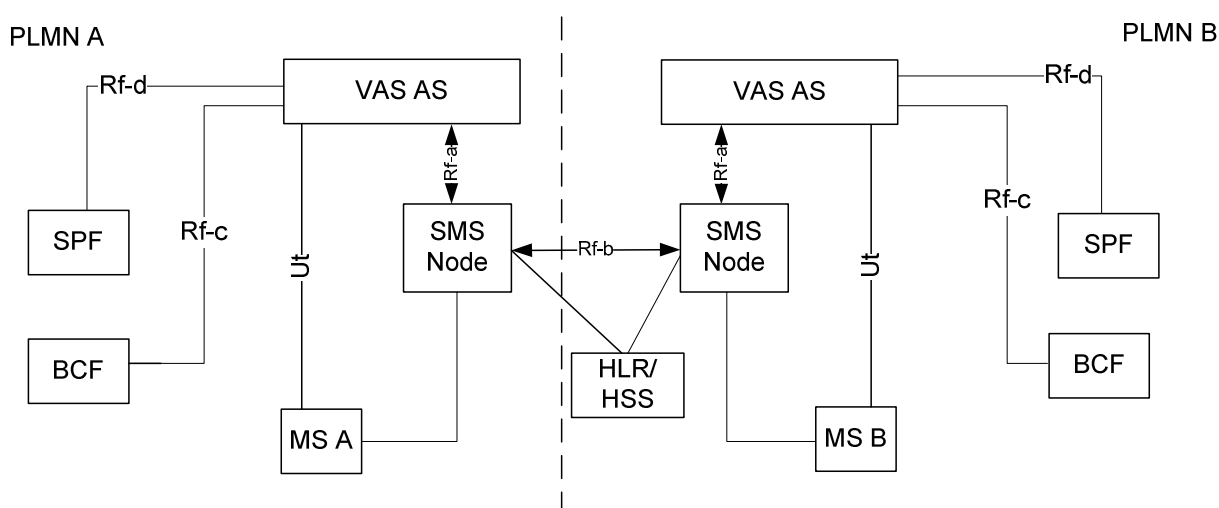 PLMN A
PLMN B
VAS AS
VAS AS
Rf-d
Rf-d
Rf-a
Rf-a
SPF
Rf-c
SMS
Node
Rf-b
SMS
Node
Rf-c
SPF
Ut
Ut
BCF
HLR/
HSS
BCF
MS A
MS B